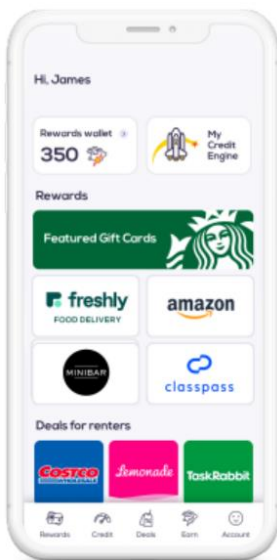 Hi, James
Rewards wallet
350
My
Credit
Engine
Rewards
Featured Gift Cards
freshly
FOOD DELIVERY
amazon
MINIBAR
classpass
Deals for renters
COSTCO
WHOLESALE
Lemonade
TaskRabbit
Rewards Credit Deals Earn Account